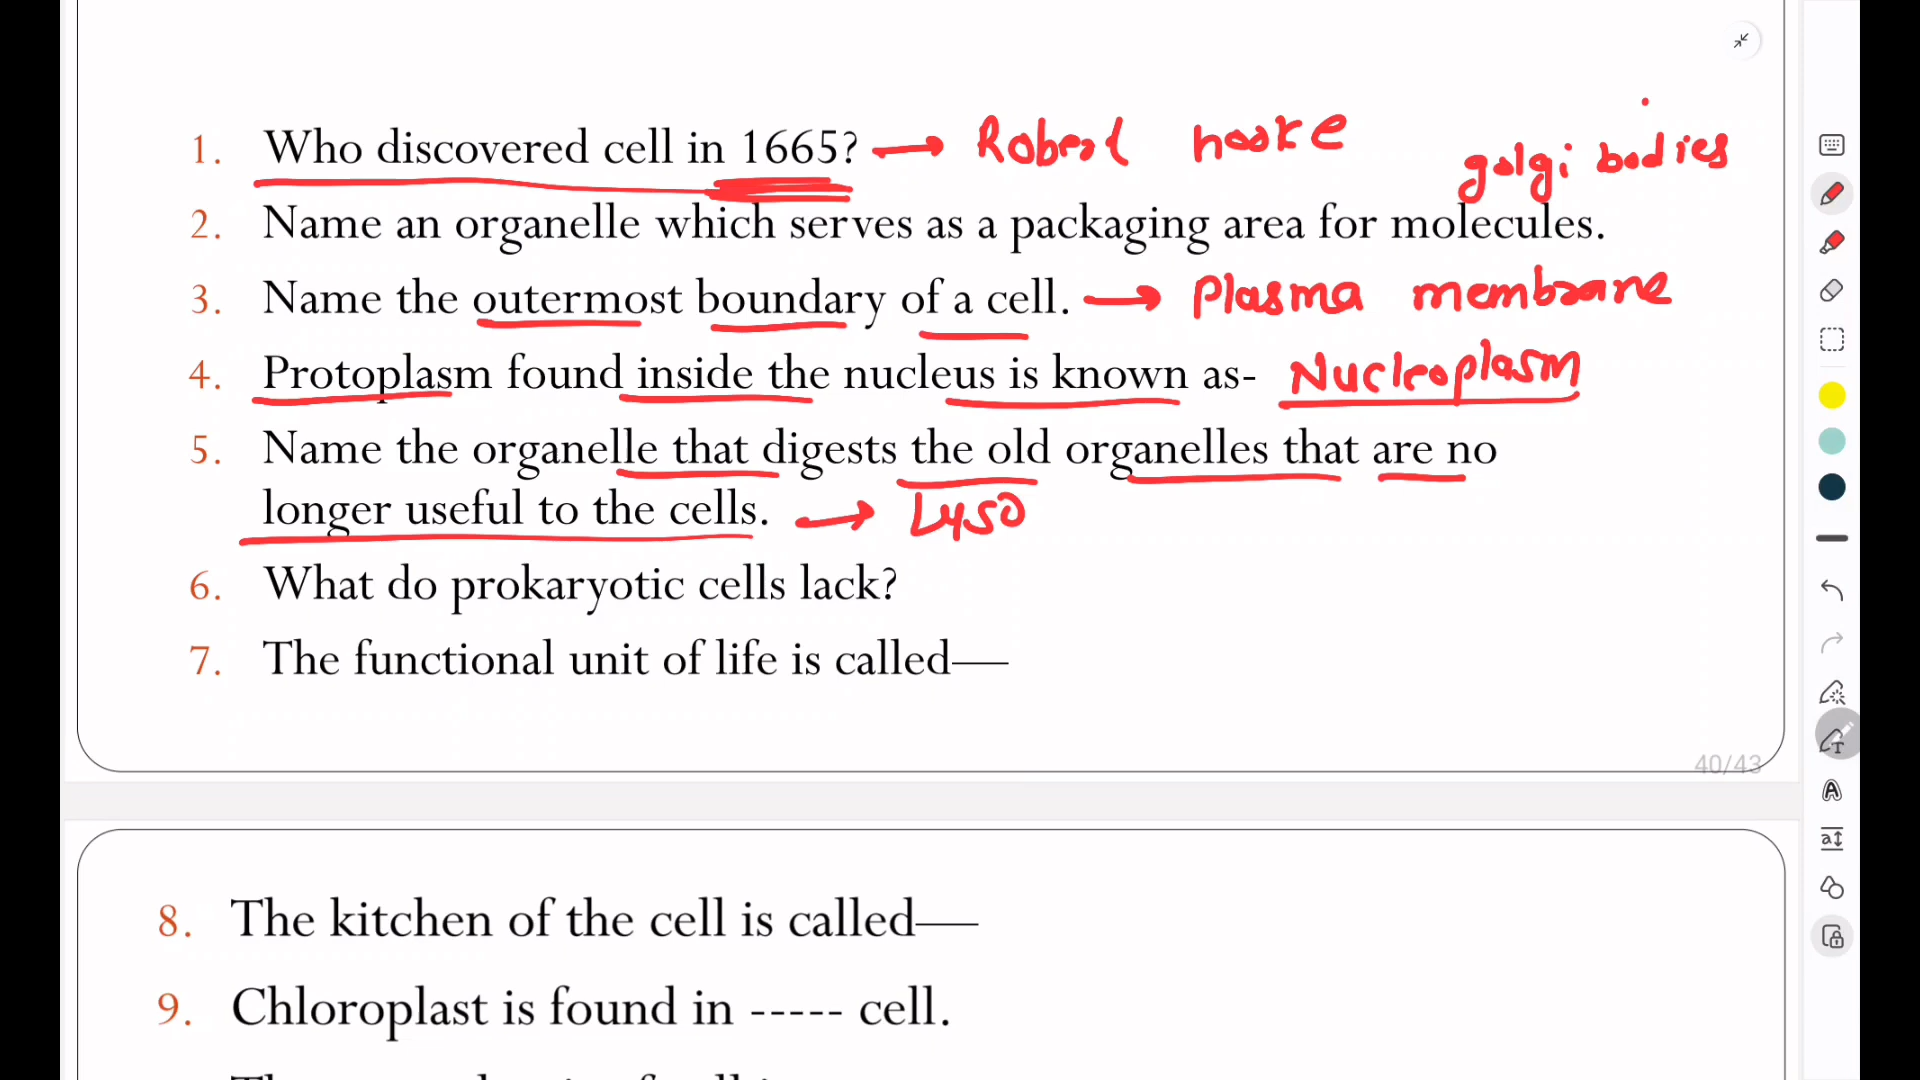 1. Who discovered cell in 1665? → Robert hooke
golgi bodies
2. Name an organelle which serves as a packaging area for molecules.
3. Name the outermost boundary of a cell. → Plasma membrane
4. Protoplasm found inside the nucleus is known as- Nucleoplasm
5. Name the organelle that digests the old organelles that are no
longer useful to the cells. → Lyso
6. What do prokaryotic cells lack?
7. The functional unit of life is called—
40/43
8. The kitchen of the cell is called—
9. Chloroplast is found in ----- cell.